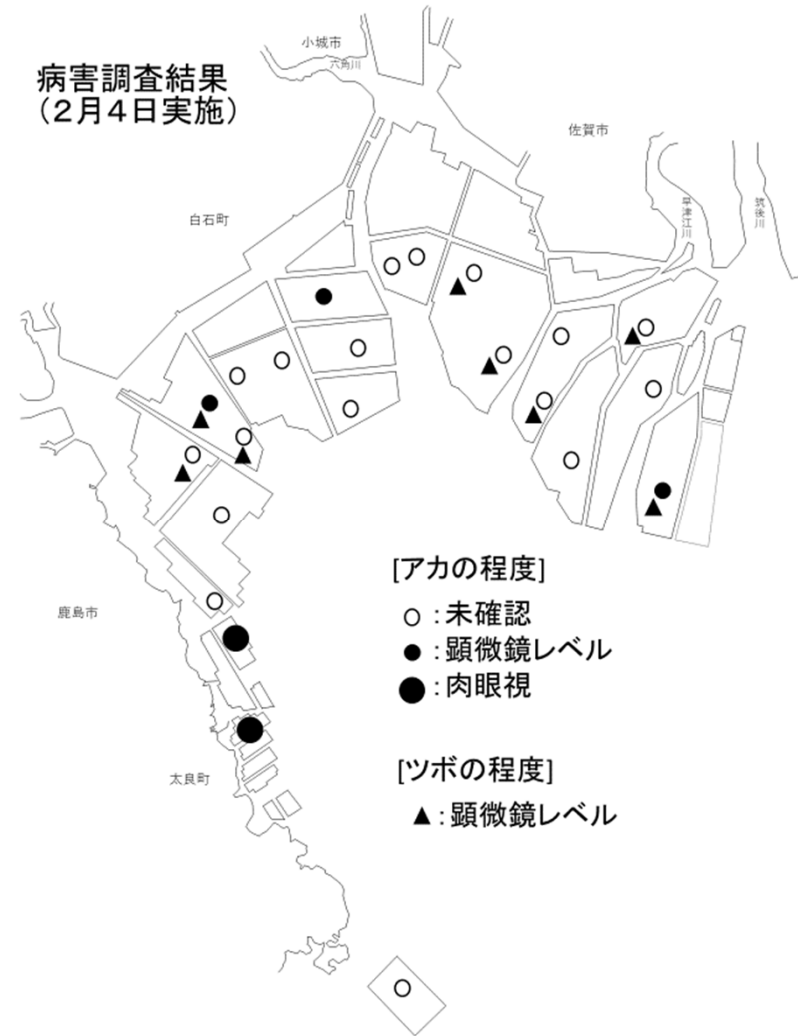 病害調査結果
(2月4日実施)
小城市
六角川
佐賀市
白石町
早津江川
筑後川
鹿島市
太良町
[アカの程度]
○:未確認
●:顕微鏡レベル
●:肉眼視
[ツボの程度]
▲:顕微鏡レベル